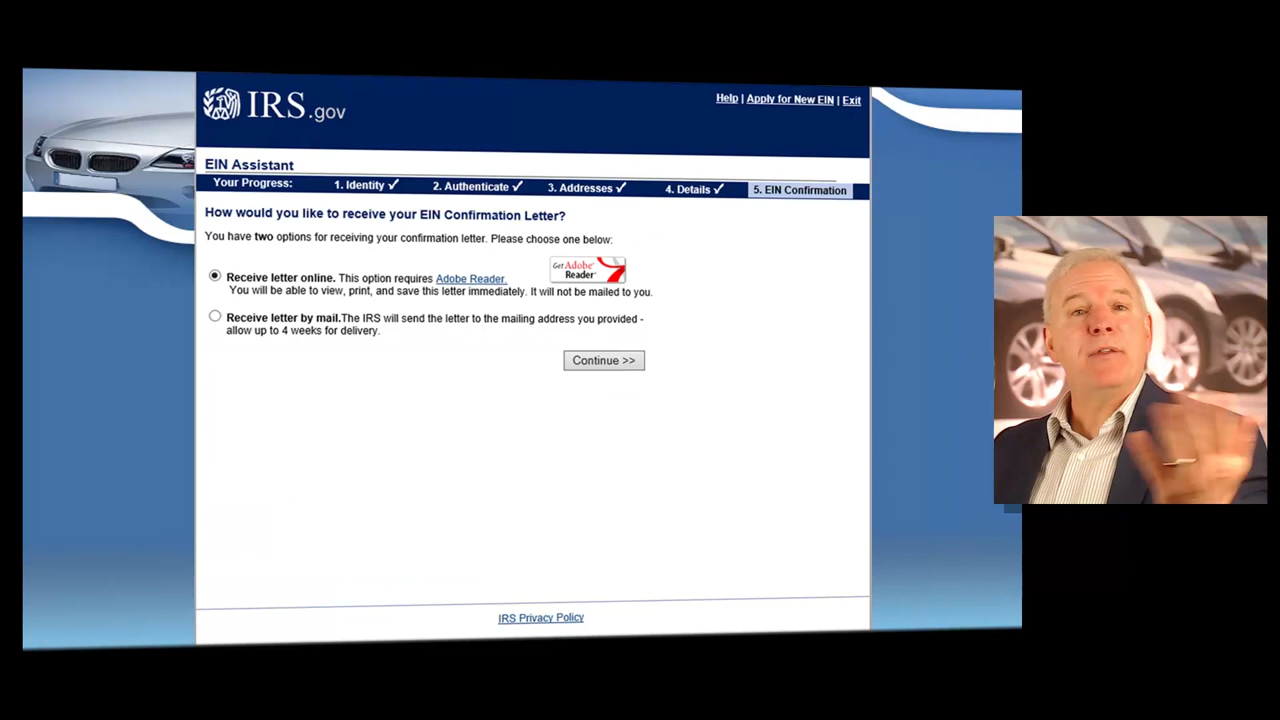 IRS.gov
Help | Apply for New EIN | Exit
EIN Assistant
Your Progress: 1. Identity ✓ 2. Authenticate ✓ 3. Addresses ✓ 4. Details ✓ 5. EIN Confirmation
How would you like to receive your EIN Confirmation Letter?
You have two options for receiving your confirmation letter. Please choose one below:
Get Adobe®
Reader®
Receive letter online. This option requires Adobe Reader.
You will be able to view, print, and save this letter immediately. It will not be mailed to you.
Receive letter by mail.The IRS will send the letter to the mailing address you provided -
allow up to 4 weeks for delivery.
Continue >>
IRS Privacy Policy